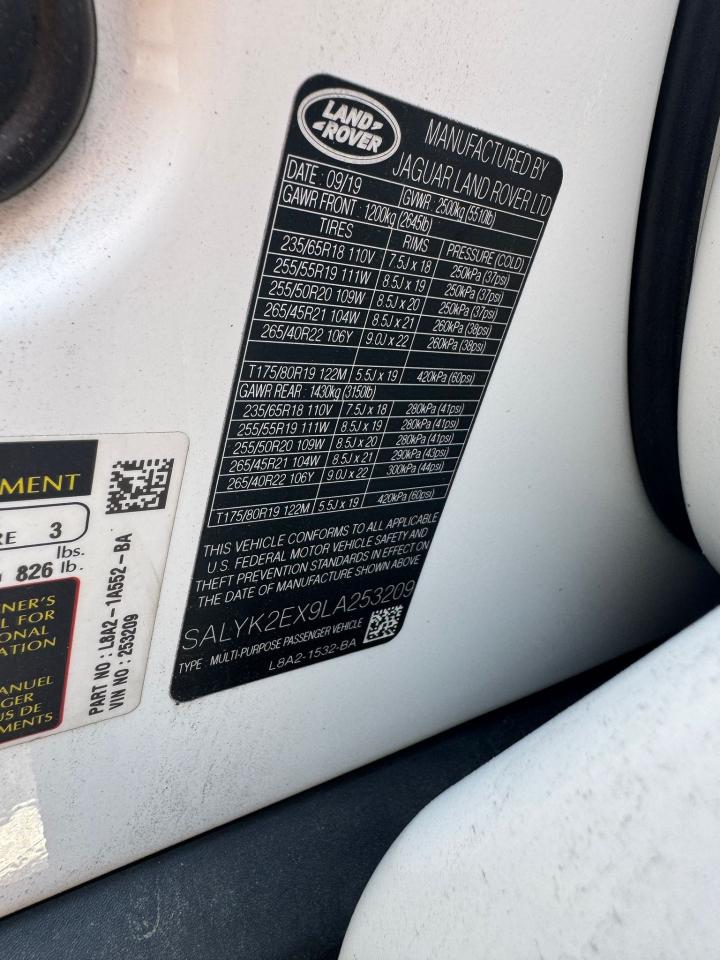 LAND-
-ROVER
MANUFACTURED BY
JAGUAR LAND ROVER LTD
DATE : 09/19 GVWR : 2500kg (5510lb)
GAWR FRONT : 1200kg (2645lb)
TIRES RIMS PRESSURE (COLD)
235/65R18 110V 7.5J x 18 250kPa (37psi)
255/55R19 111W 8.5J x 19 250kPa (37psi)
255/50R20 109W 8.5J x 20 250kPa (37psi)
265/45R21 104W 8.5J x 21 260kPa (38psi)
265/40R22 106Y 9.0J x 22 260kPa (38psi)
T175/80R19 122M 5.5J x 19 420kPa (60psi)
GAWR REAR : 1430kg (3150lb)
235/65R18 110V 7.5J x 18 280kPa (41psi)
255/55R19 111W 8.5J x 19 280kPa (41psi)
255/50R20 109W 8.5J x 20 280kPa (41psi)
265/45R21 104W 8.5J x 21 290kPa (43psi)
265/40R22 106Y 9.0J x 22 300kPa (44psi)
T175/80R19 122M 5.5J x 19 420kPa (60psi)
THIS VEHICLE CONFORMS TO ALL APPLICABLE
U.S. FEDERAL MOTOR VEHICLE SAFETY AND
THEFT PREVENTION STANDARDS IN EFFECT ON
THE DATE OF MANUFACTURE SHOWN ABOVE
SALYK2EX9LA253209
TYPE : MULTI-PURPOSE PASSENGER VEHICLE
L8A2-1532-BA
MENT
RE 3
lbs.
826 lb.
NER'S
L FOR
ONAL
ATION
ANUEL
GER
US DE
MENTS
PART NO : L8A2-1A552-BA
VIN NO : 253209